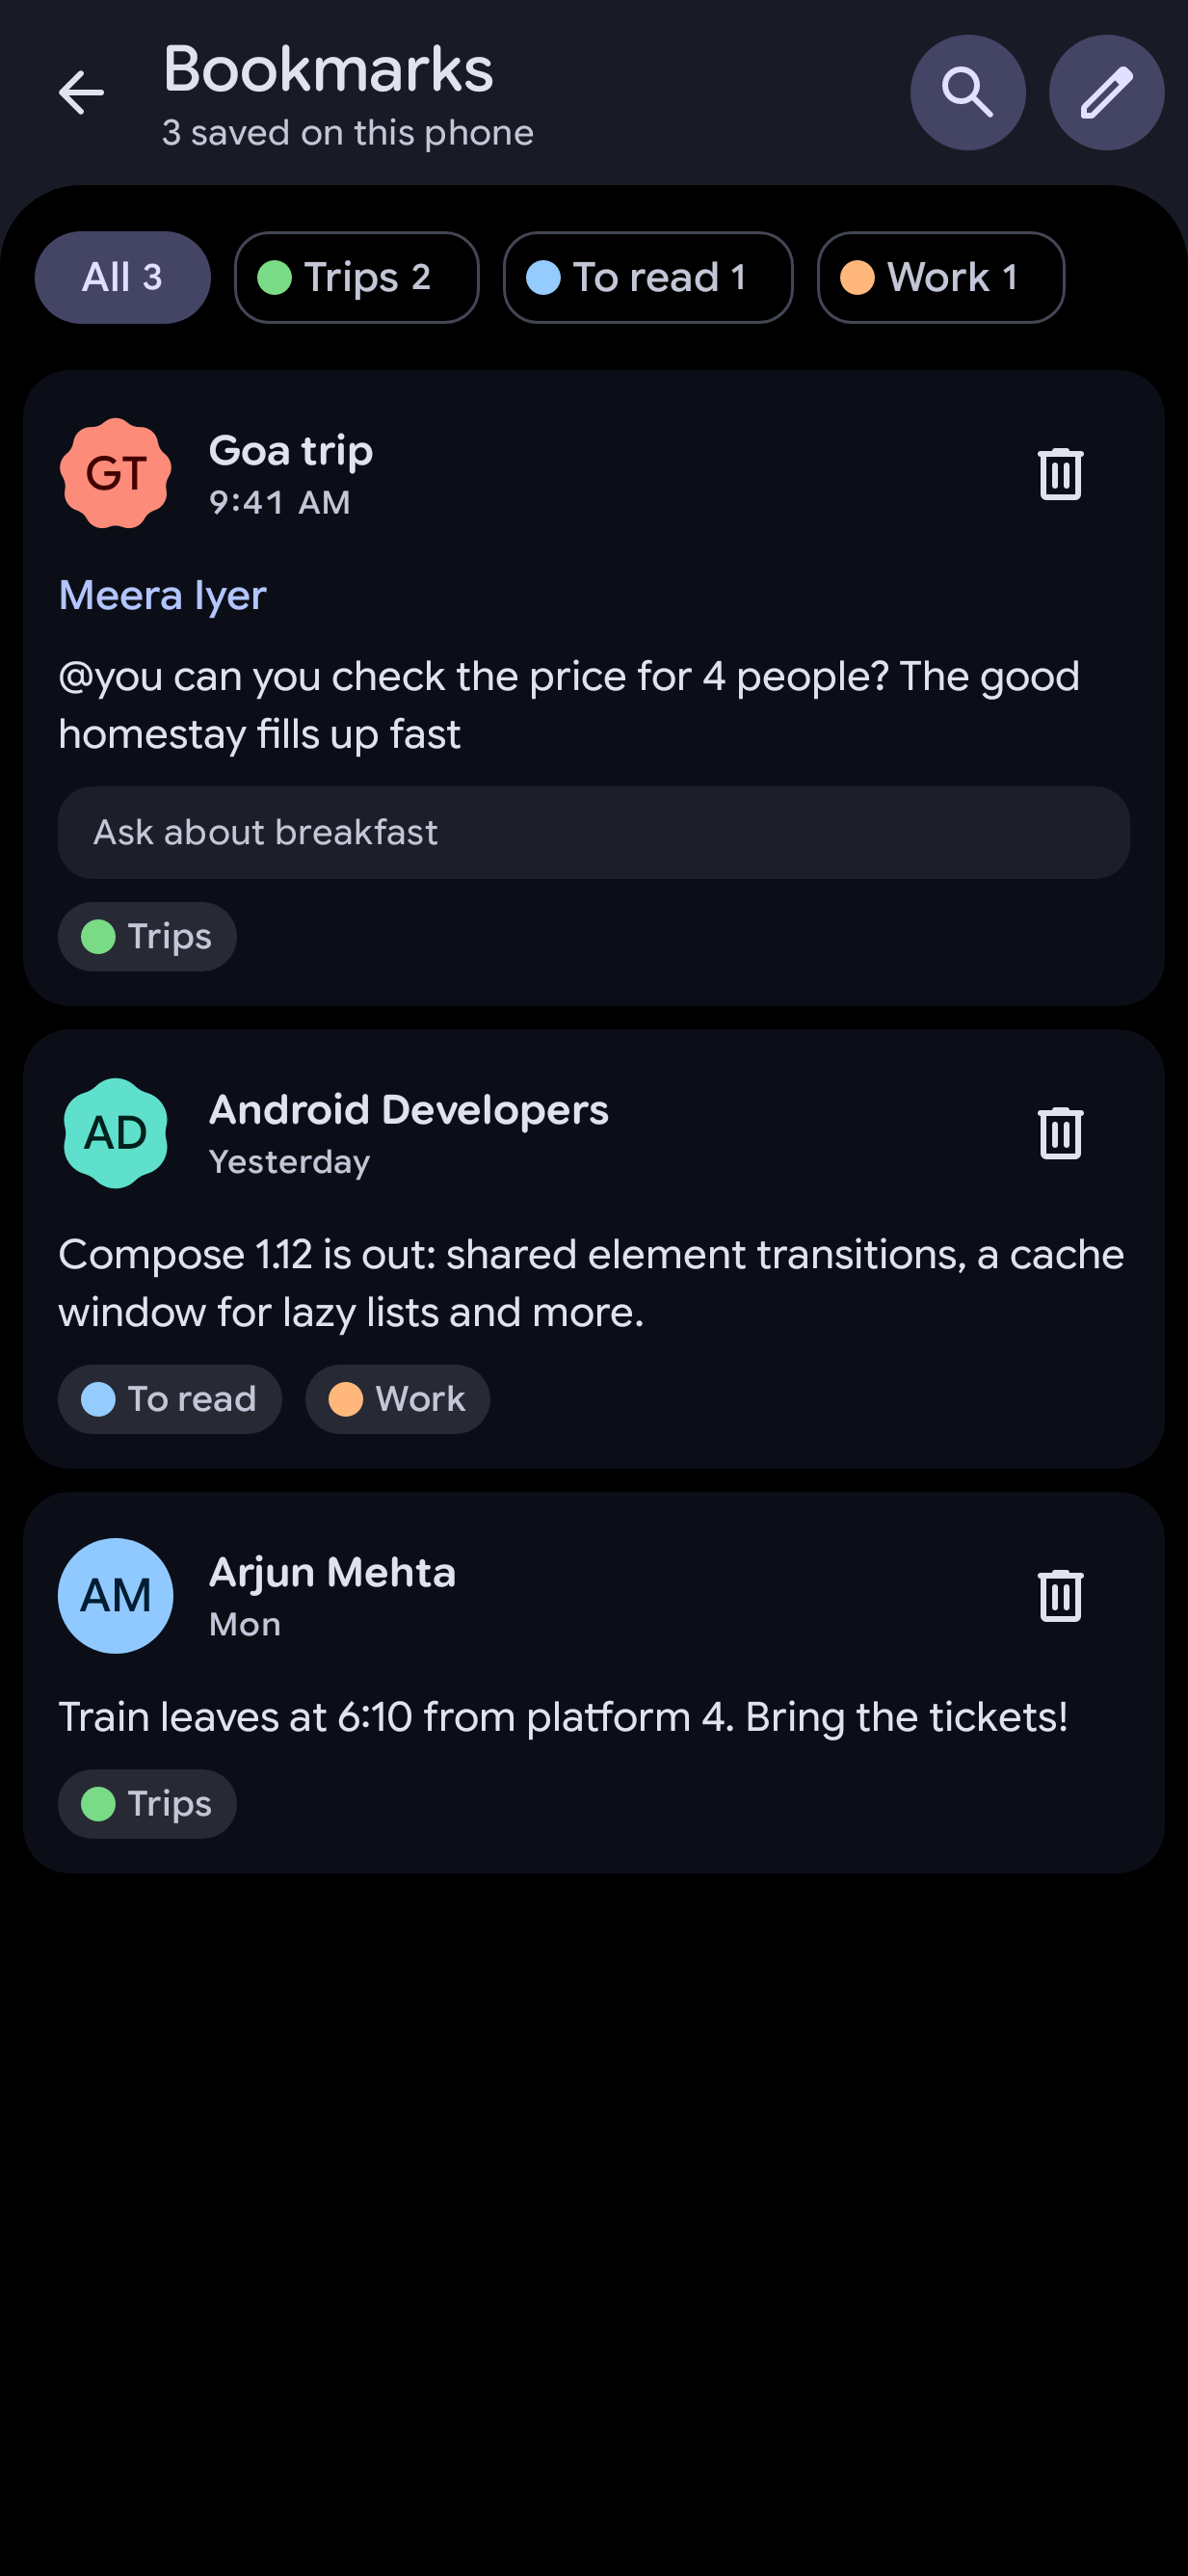 Bookmarks
3 saved on this phone
All 3
Trips 2
To read 1
Work 1
GT
Goa trip
9:41 AM
Meera Iyer
@you can you check the price for 4 people? The good
homestay fills up fast
Ask about breakfast
Trips
AD
Android Developers
Yesterday
Compose 1.12 is out: shared element transitions, a cache
window for lazy lists and more.
To read
Work
AM
Arjun Mehta
Mon
Train leaves at 6:10 from platform 4. Bring the tickets!
Trips